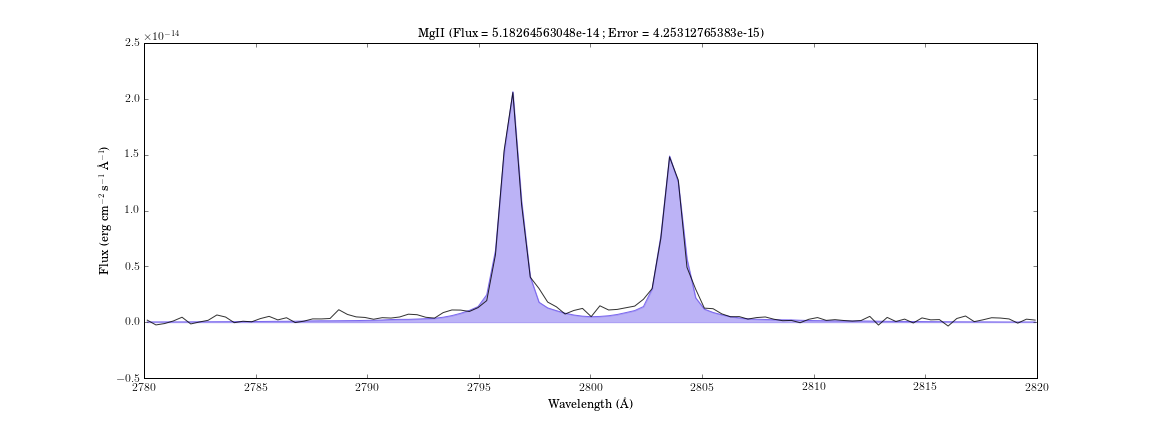 MgII (Flux = 5.18264563048e-14 ; Error = 4.25312765383e-15)
×10⁻¹⁴
2.5
2.0
1.5
1.0
0.5
0.0
−0.5
Flux (erg cm⁻² s⁻¹ Å⁻¹)
2780 2785 2790 2795 2800 2805 2810 2815 2820
Wavelength (Å)